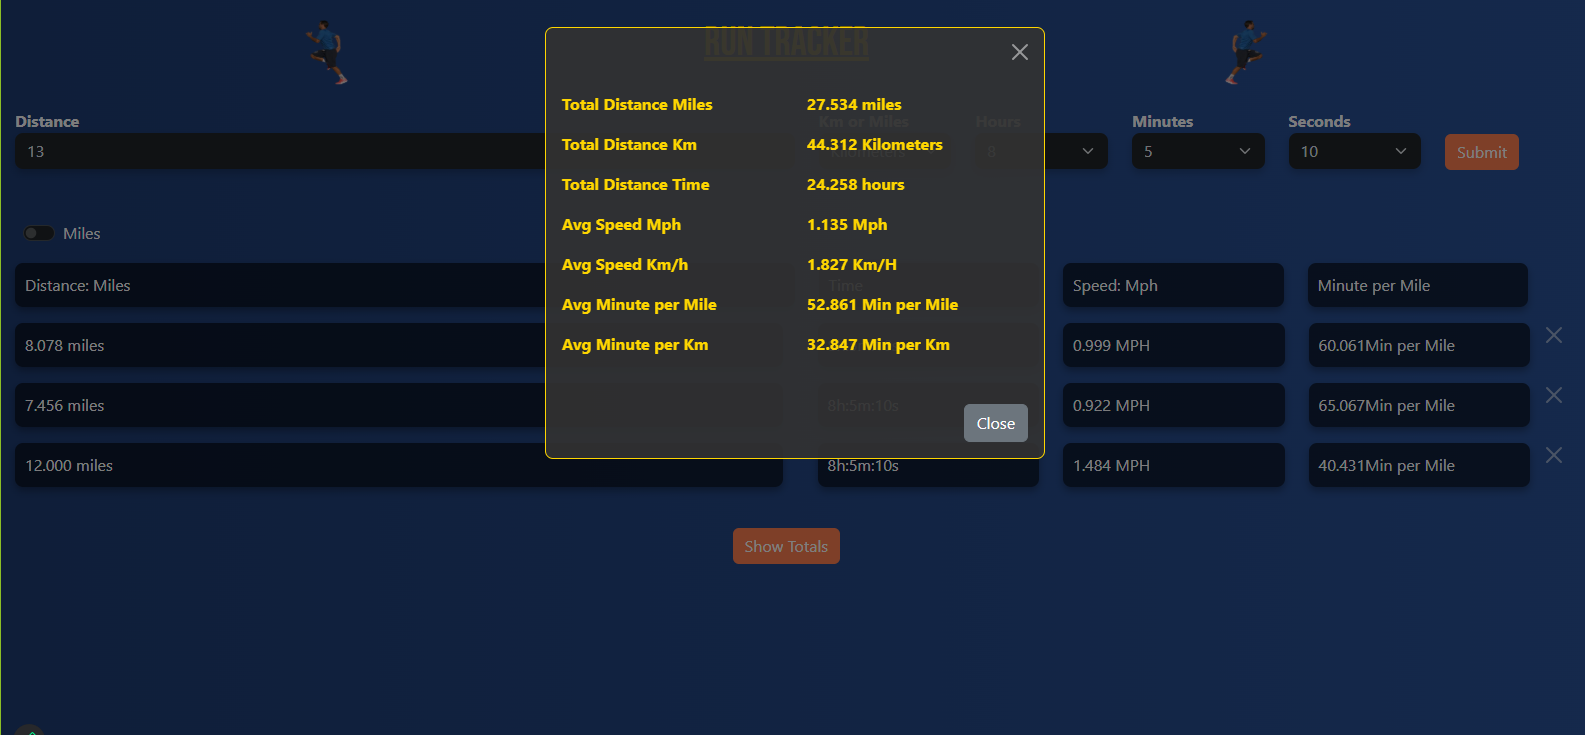 RUN TRACKER
Distance
Km or Miles
Hours
Minutes
Seconds
13
Kilometers
8
5
10
Submit
Miles
Distance: Miles
Time
Speed: Mph
Minute per Mile
8.078 miles
0.999 MPH
60.061Min per Mile
7.456 miles
8h:5m:10s
0.922 MPH
65.067Min per Mile
12.000 miles
8h:5m:10s
1.484 MPH
40.431Min per Mile
Show Totals
Total Distance Miles
27.534 miles
Total Distance Km
44.312 Kilometers
Total Distance Time
24.258 hours
Avg Speed Mph
1.135 Mph
Avg Speed Km/h
1.827 Km/H
Avg Minute per Mile
52.861 Min per Mile
Avg Minute per Km
32.847 Min per Km
Close